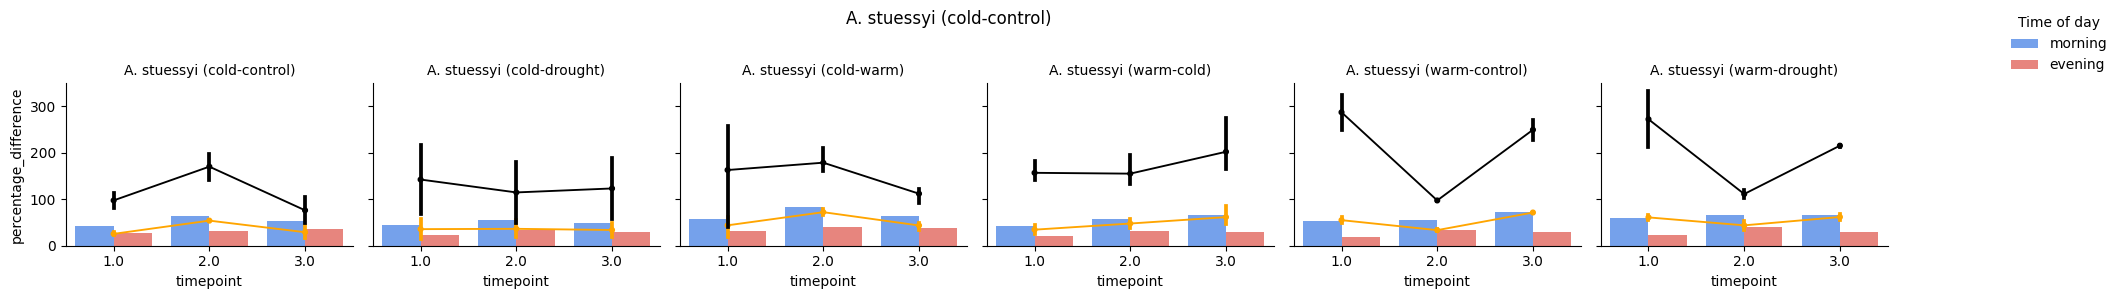 A. stuessyi (cold-control)
Time of day
morning
evening
A. stuessyi (cold-control)
A. stuessyi (cold-drought)
A. stuessyi (cold-warm)
A. stuessyi (warm-cold)
A. stuessyi (warm-control)
A. stuessyi (warm-drought)
percentage_difference
300
200
100
0
1.0 2.0 3.0
timepoint
1.0 2.0 3.0
timepoint
1.0 2.0 3.0
timepoint
1.0 2.0 3.0
timepoint
1.0 2.0 3.0
timepoint
1.0 2.0 3.0
timepoint